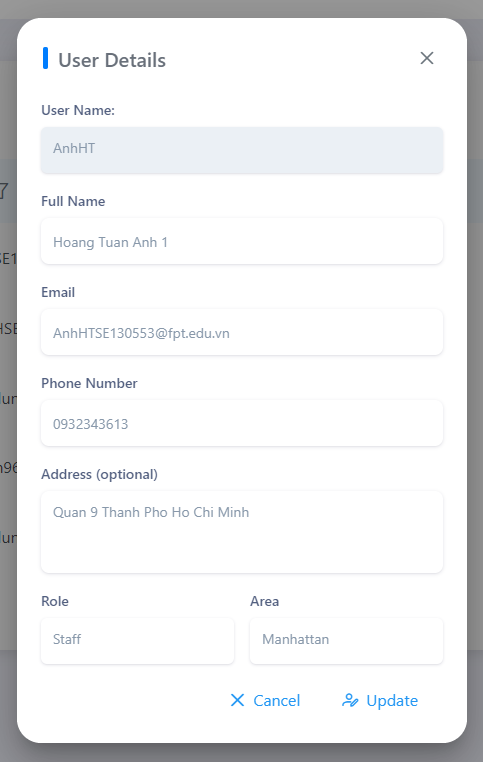 User Details
User Name:
AnhHT
Full Name
Hoang Tuan Anh 1
Email
AnhHTSE130553@fpt.edu.vn
Phone Number
0932343613
Address (optional)
Quan 9 Thanh Pho Ho Chi Minh
Role
Area
Staff
Manhattan
Cancel
Update